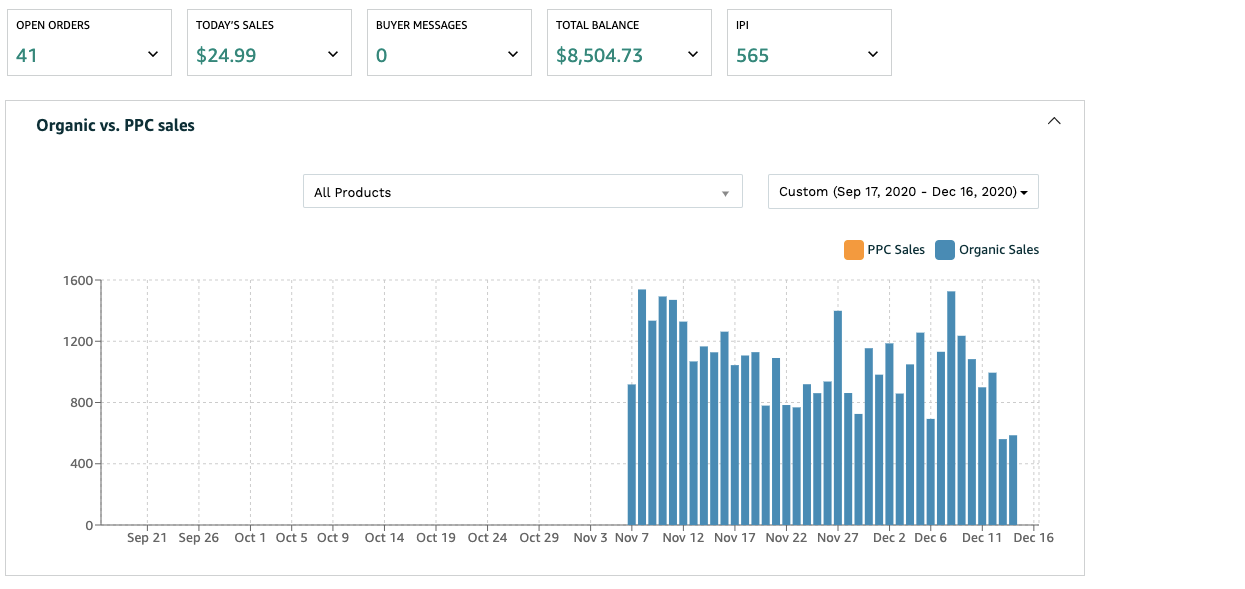 OPEN ORDERS
41
TODAY'S SALES
$24.99
BUYER MESSAGES
0
TOTAL BALANCE
$8,504.73
IPI
565
Organic vs. PPC sales
All Products
Custom (Sep 17, 2020 - Dec 16, 2020)
PPC Sales Organic Sales
1600
1200
800
400
0
Sep 21 Sep 26 Oct 1 Oct 5 Oct 9 Oct 14 Oct 19 Oct 24 Oct 29 Nov 3 Nov 7 Nov 12 Nov 17 Nov 22 Nov 27 Dec 2 Dec 6 Dec 11 Dec 16